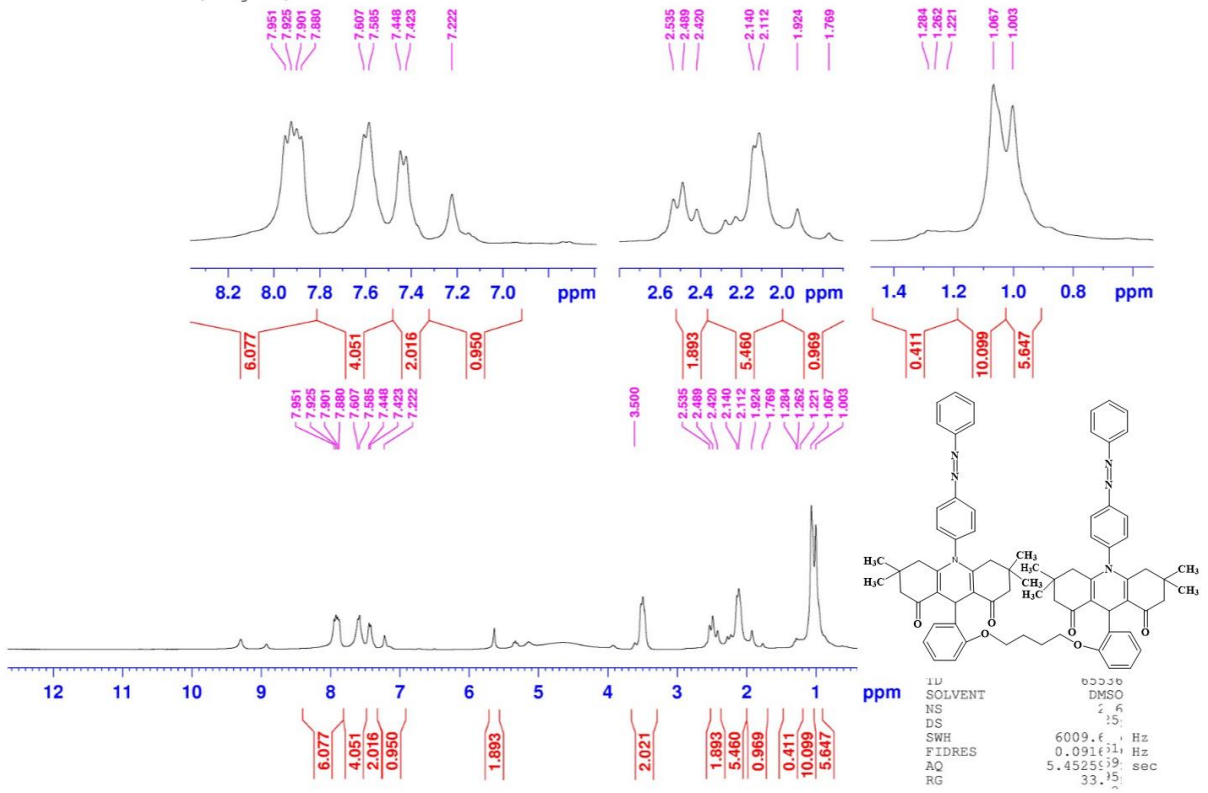 7.951 7.925 7.901 7.880 7.607 7.585 7.448 7.423 7.222
2.535 2.489 2.420 2.140 2.112 1.924 1.769
1.284 1.262 1.221 1.067 1.003
8.2 8.0 7.8 7.6 7.4 7.2 7.0 ppm
2.6 2.4 2.2 2.0 ppm
1.4 1.2 1.0 0.8 ppm
6.077 4.051 2.016 0.950
1.893 5.460 0.969
0.411 10.099 5.647
7.951 7.925 7.901 7.880 7.607 7.585 7.448 7.423 7.222
3.500
2.535 2.489 2.420 2.140 2.112 1.924 1.769 1.284 1.262 1.221 1.067 1.003
N
N
N
N
H₃C
CH₃
N
H₃C
CH₃
CH₃
H₃C
N
CH₃
CH₃
O
O
O
O
O
O
12 11 10 9 8 7 6 5 4 3 2 1 ppm
6.077 4.051 2.016 0.950 1.893 2.021 1.893 5.460 0.969 0.411 10.099 5.647
SOLVENT DMSO
NS
DS
SWH Hz
FIDRES Hz
AQ sec
RG